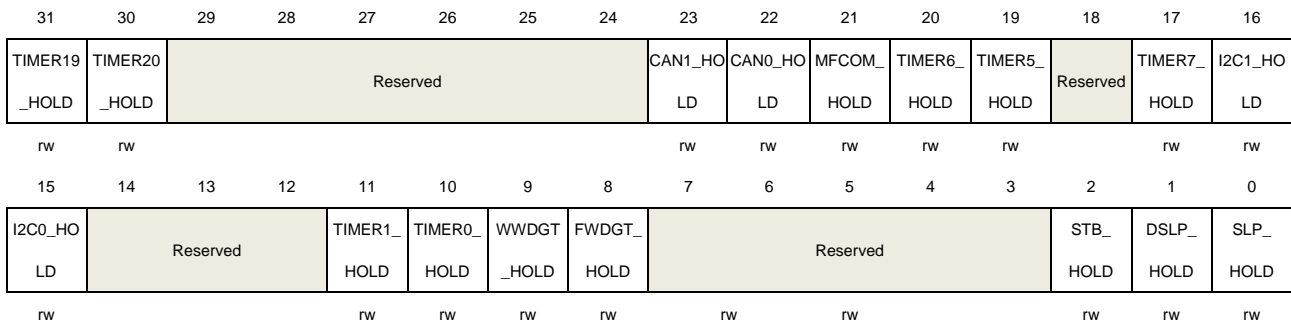 31 30 29 28 27 26 25 24 23 22 21 20 19 18 17 16
TIMER19 TIMER20 CAN1_HO CAN0_HO MFCOM_ TIMER6_ TIMER5_ TIMER7_ I2C1_HO
Reserved Reserved
_HOLD _HOLD LD LD HOLD HOLD HOLD HOLD LD
rw rw rw rw rw rw rw rw rw
15 14 13 12 11 10 9 8 7 6 5 4 3 2 1 0
I2C0_HO TIMER1_ TIMER0_ WWDGT FWDGT_ STB_ DSLP_ SLP_
Reserved Reserved
LD HOLD HOLD _HOLD HOLD HOLD HOLD HOLD
rw rw rw rw rw rw rw rw rw rw